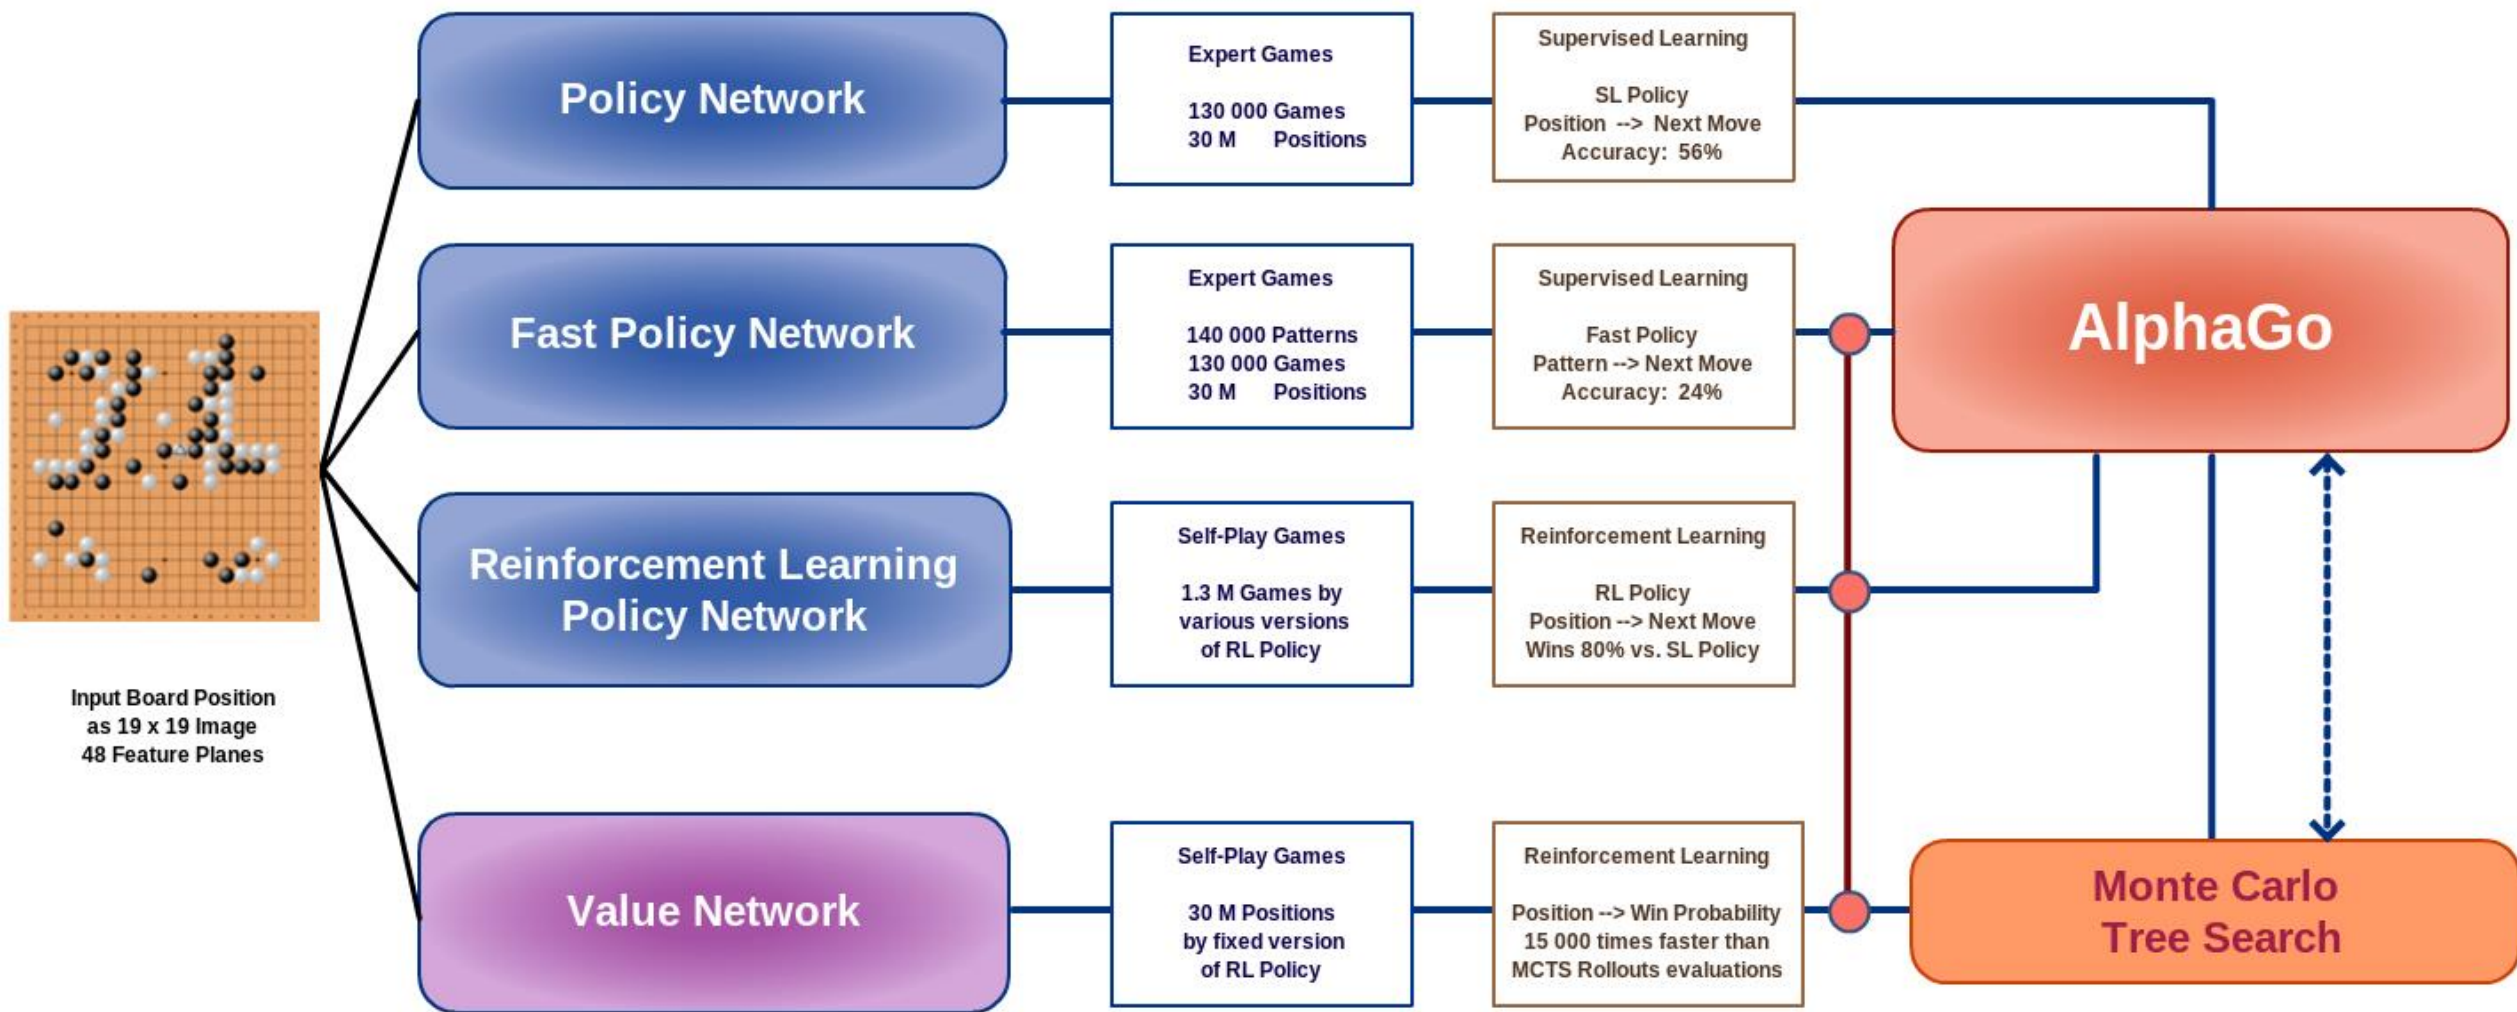 Policy Network
Expert Games
130 000 Games
30 M Positions
Supervised Learning
SL Policy
Position --> Next Move
Accuracy: 56%
Fast Policy Network
Expert Games
140 000 Patterns
130 000 Games
30 M Positions
Supervised Learning
Fast Policy
Pattern --> Next Move
Accuracy: 24%
AlphaGo
Reinforcement Learning
Policy Network
Self-Play Games
1.3 M Games by
various versions
of RL Policy
Reinforcement Learning
RL Policy
Position --> Next Move
Wins 80% vs. SL Policy
Input Board Position
as 19 x 19 Image
48 Feature Planes
Value Network
Self-Play Games
30 M Positions
by fixed version
of RL Policy
Reinforcement Learning
Position --> Win Probability
15 000 times faster than
MCTS Rollouts evaluations
Monte Carlo
Tree Search